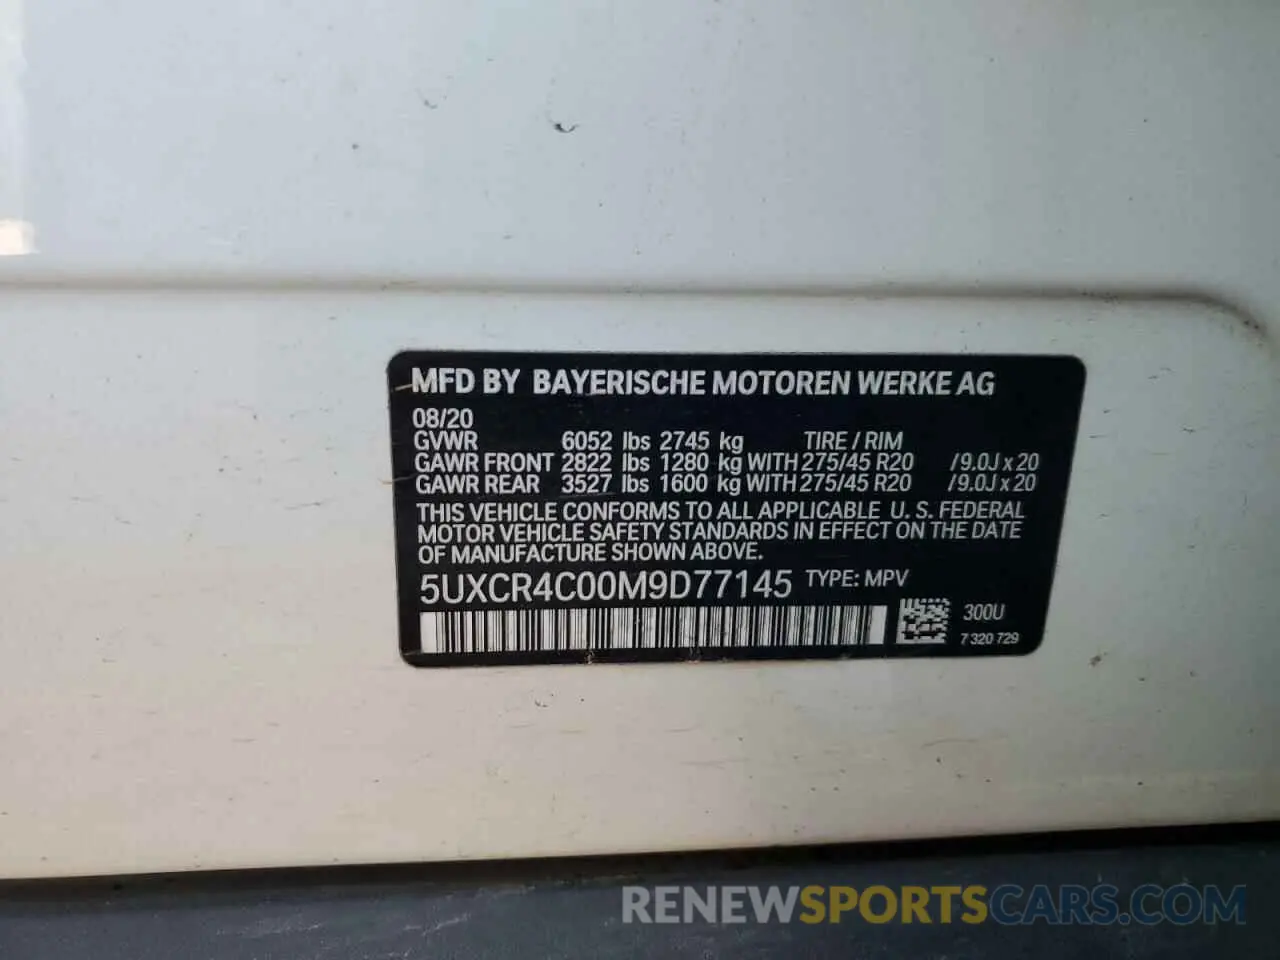 MFD BY BAYERISCHE MOTOREN WERKE AG
08/20
GVWR 6052 lbs 2745 kg TIRE / RIM
GAWR FRONT 2822 lbs 1280 kg WITH 275/45 R20 / 9.0J x 20
GAWR REAR 3527 lbs 1600 kg WITH 275/45 R20 / 9.0J x 20
THIS VEHICLE CONFORMS TO ALL APPLICABLE U. S. FEDERAL
MOTOR VEHICLE SAFETY STANDARDS IN EFFECT ON THE DATE
OF MANUFACTURE SHOWN ABOVE.
5UXCR4C00M9D77145 TYPE: MPV
300U
7 320 729
RENEWSPORTSCARS.COM